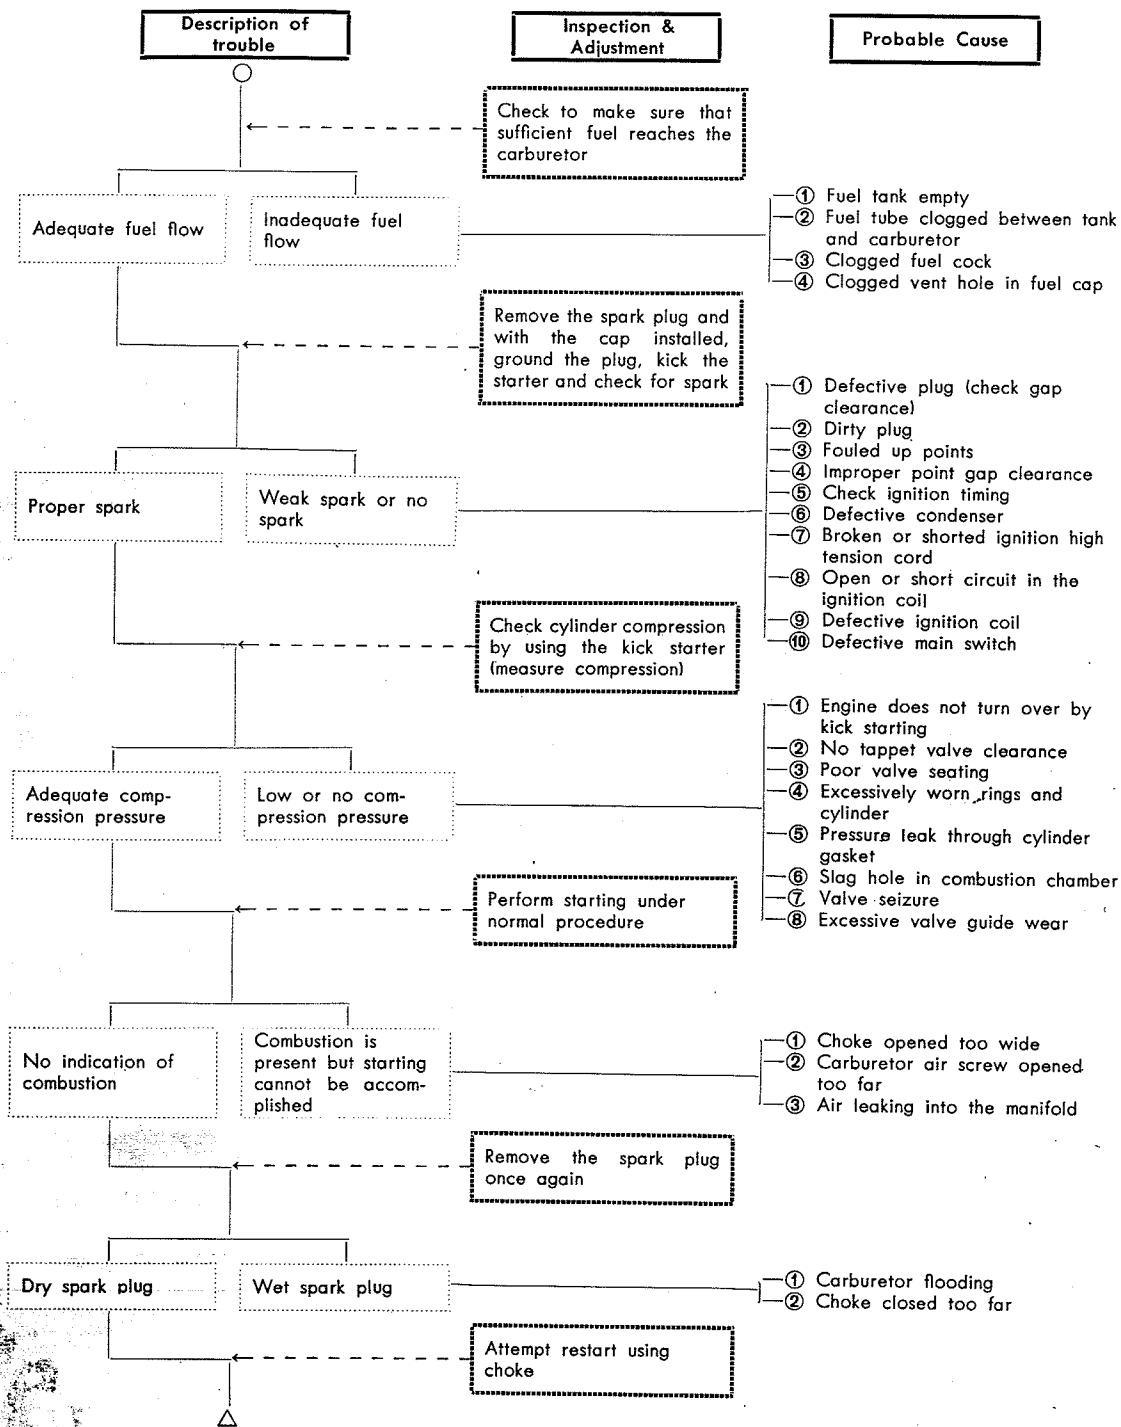 Description of
trouble
Inspection &
Adjustment
Probable Cause
Check to make sure that
sufficient fuel reaches the
carburetor
Adequate fuel flow
Inadequate fuel
flow
① Fuel tank empty
② Fuel tube clogged between tank
and carburetor
③ Clogged fuel cock
④ Clogged vent hole in fuel cap
Remove the spark plug and
with the cap installed,
ground the plug, kick the
starter and check for spark
Proper spark
Weak spark or no
spark
① Defective plug (check gap
clearance)
② Dirty plug
③ Fouled up points
④ Improper point gap clearance
⑤ Check ignition timing
⑥ Defective condenser
⑦ Broken or shorted ignition high
tension cord
⑧ Open or short circuit in the
ignition coil
⑨ Defective ignition coil
⑩ Defective main switch
Check cylinder compression
by using the kick starter
(measure compression)
Adequate comp-
ression pressure
Low or no com-
pression pressure
① Engine does not turn over by
kick starting
② No tappet valve clearance
③ Poor valve seating
④ Excessively worn rings and
cylinder
⑤ Pressure leak through cylinder
gasket
⑥ Slag hole in combustion chamber
⑦ Valve seizure
⑧ Excessive valve guide wear
Perform starting under
normal procedure
No indication of
combustion
Combustion is
present but starting
cannot be accom-
plished
① Choke opened too wide
② Carburetor air screw opened
too far
③ Air leaking into the manifold
Remove the spark plug
once again
Dry spark plug
Wet spark plug
① Carburetor flooding
② Choke closed too far
Attempt restart using
choke